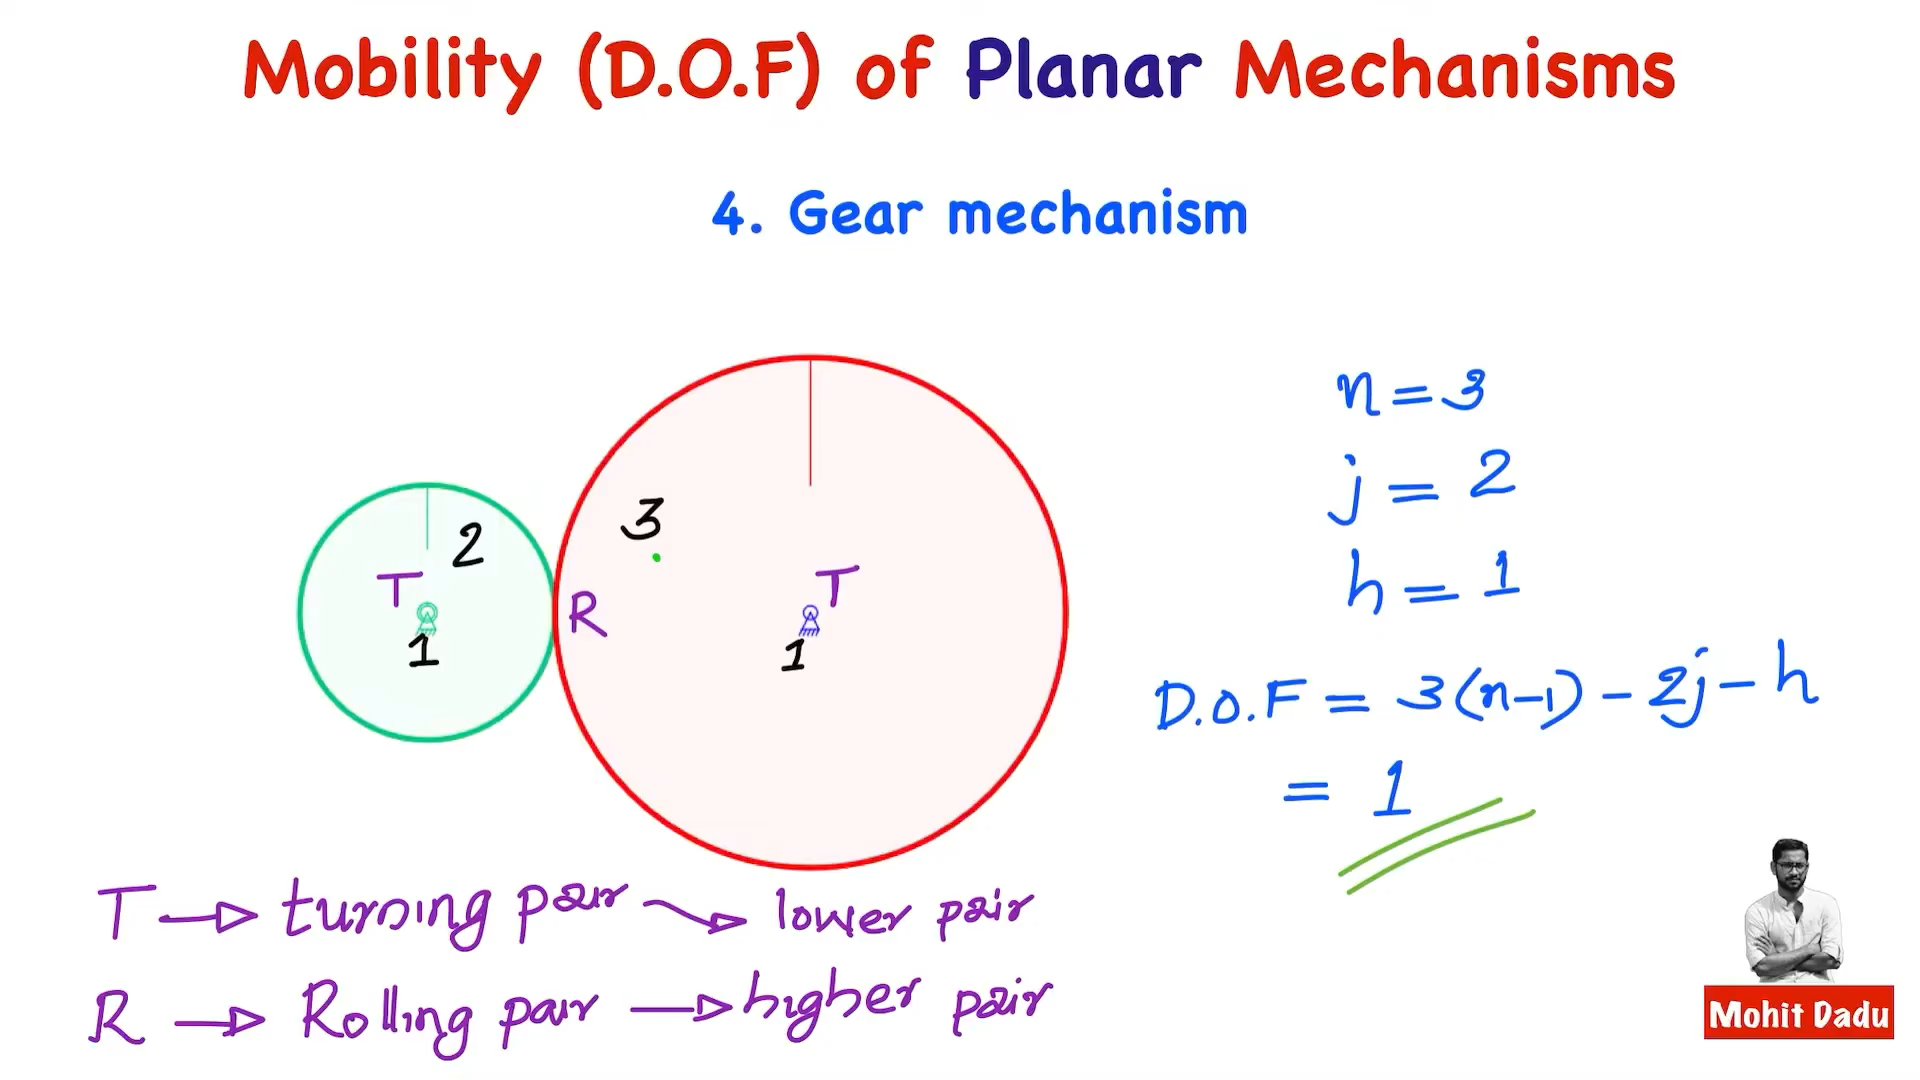 Mobility (D.O.F) of Planar Mechanisms
4. Gear mechanism
n = 3
j = 2
h = 1
D.O.F = 3(n-1) - 2j - h
= 1
2
3
T
T
R
1
1
T → turning pair → lower pair
R → Rolling pair → higher pair
Mohit Dadu